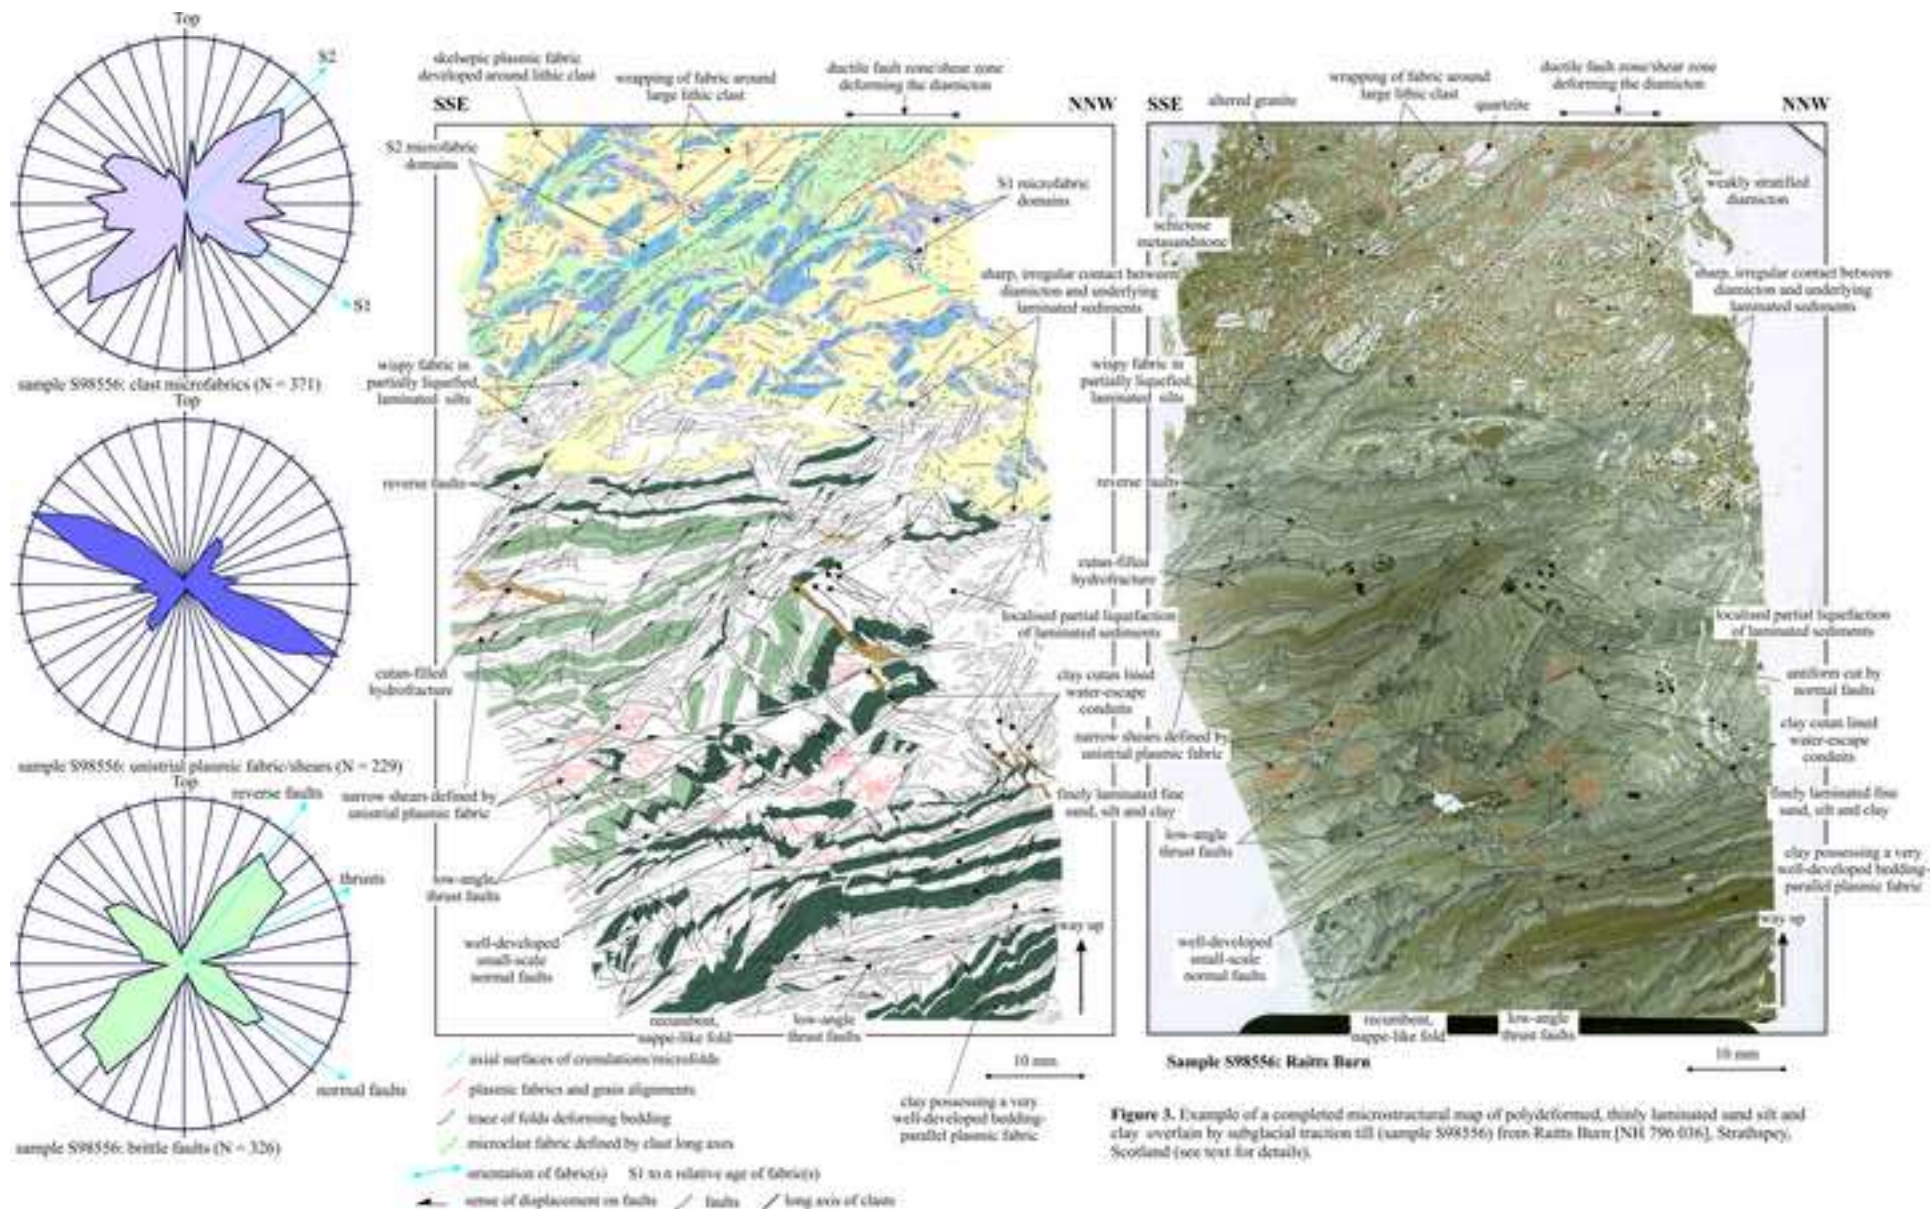 Top
S2
S1
sample S98556: clast microfabrics (N = 371)
Top
sample S98556: unistrial plasmic fabric/shears (N = 229)
Top
reverse faults
thrusts
normal faults
sample S98556: brittle faults (N = 326)
skelsepic plasmic fabric
developed around lithic clast
wrapping of fabric around
large lithic clast
ductile fault zone/shear zone
deforming the diamicton
SSE
NNW
S2 microfabric
domains
S1 microfabric
domains
sharp, irregular contact between
diamicton and underlying
laminated sediments
wispy fabric in
partially liquefied,
laminated silts
reverse faults
cutan-filled
hydrofracture
localised partial liquefaction
of laminated sediments
cutan-filled
hydrofracture
clay cutan lined
water-escape
conduits
narrow shears defined by
unistrial plasmic fabric
narrow shears defined by
unistrial plasmic fabric
finely laminated fine
sand, silt and clay
low-angle
thrust faults
well-developed
small-scale
normal faults
way up
recumbent,
nappe-like fold
low-angle
thrust faults
10 mm
clay possessing a very
well-developed bedding-
parallel plasmic fabric
axial surfaces of crenulations/microfolds
plasmic fabrics and grain alignments
trace of folds deforming bedding
microclast fabric defined by clast long axes
orientation of fabric(s) S1 to n relative age of fabric(s)
sense of displacement on faults
faults
long axis of clasts
SSE
altered granite
wrapping of fabric around
large lithic clast
quartzite
ductile fault zone/shear zone
deforming the diamicton
NNW
weakly stratified
diamicton
schistose
metasandstone
sharp, irregular contact between
diamicton and underlying
laminated sediments
wispy fabric in
partially liquefied,
laminated silts
reverse faults
cutan-filled
hydrofracture
localised partial liquefaction
of laminated sediments
antiform cut by
normal faults
clay cutan lined
water-escape
conduits
finely laminated fine
sand, silt and clay
low-angle
thrust faults
clay possessing a very
well-developed bedding-
parallel plasmic fabric
way up
well-developed
small-scale
normal faults
recumbent,
nappe-like fold
low-angle
thrust faults
Sample S98556: Raitts Burn
10 mm
Figure 3. Example of a completed microstructural map of polydeformed, thinly laminated sand silt and
clay overlain by subglacial traction till (sample S98556) from Raitts Burn [NH 796 036], Strathspey,
Scotland (see text for details).